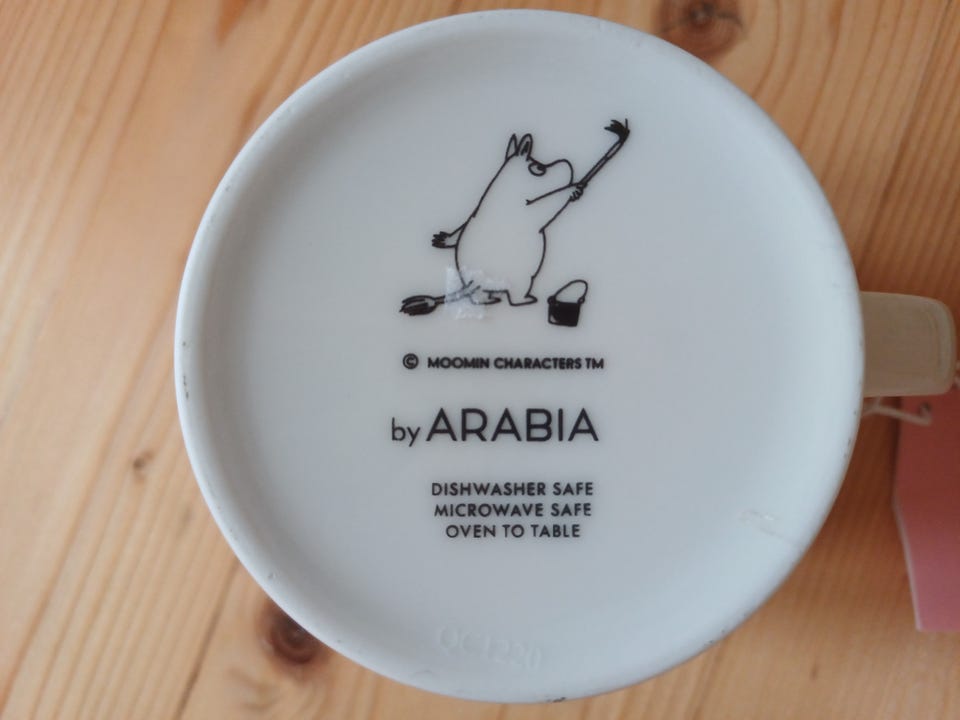 © MOOMIN CHARACTERS TM
by ARABIA
DISHWASHER SAFE
MICROWAVE SAFE
OVEN TO TABLE